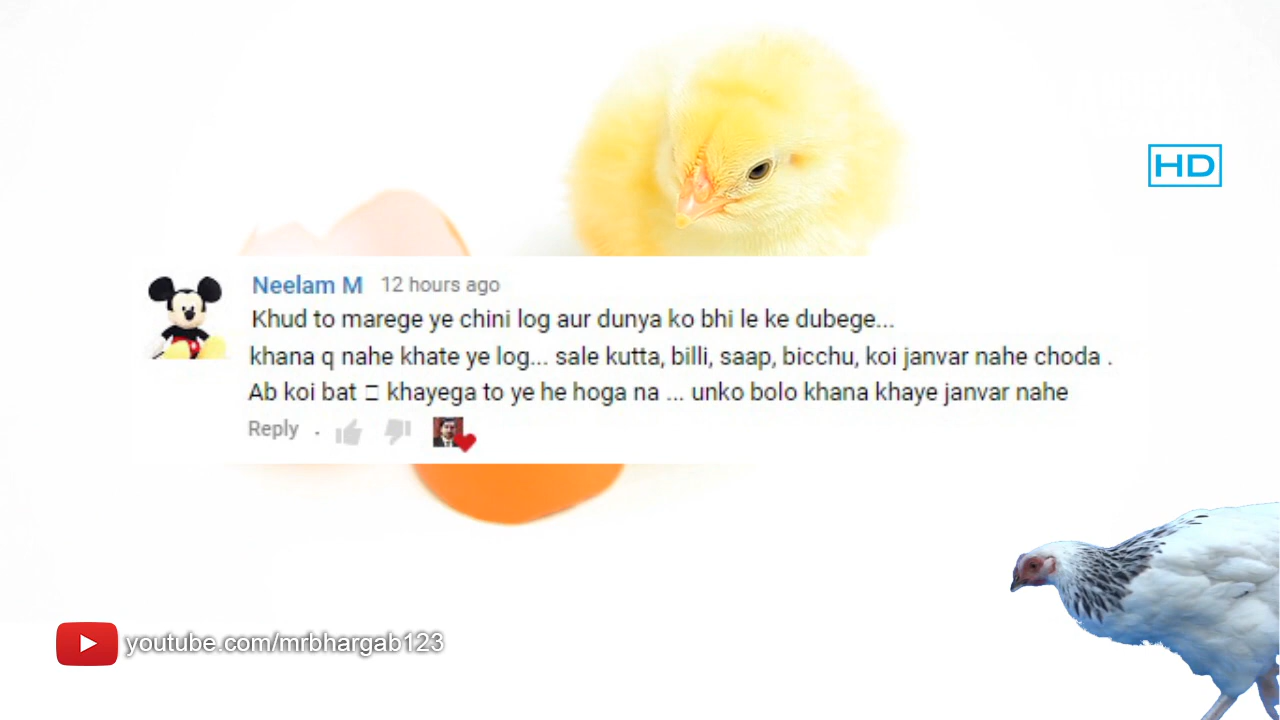 HD
Neelam M 12 hours ago
Khud to marege ye chini log aur dunya ko bhi le ke dubege...
khana q nahe khate ye log... sale kutta, billi, saap, bicchu, koi janvar nahe choda .
Ab koi bat khayega to ye he hoga na ... unko bolo khana khaye janvar nahe
Reply .
youtube.com/mrbhargab123